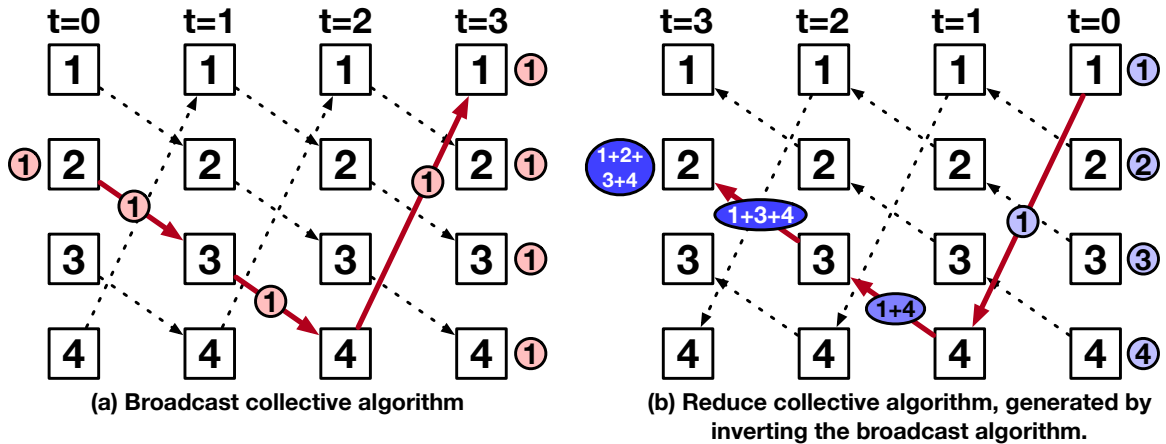 t=0 t=1 t=2 t=3
1 1 1 1 1
1 2 2 2 2 1
1
1
3 3 3 3 1
1
4 4 4 4 1
(a) Broadcast collective algorithm
t=3 t=2 t=1 t=0
1 1 1 1 1
1+2+
3+4
2 2 2 2 2
1+3+4
1
3 3 3 3 3
1+4
4 4 4 4 4
(b) Reduce collective algorithm, generated by
inverting the broadcast algorithm.